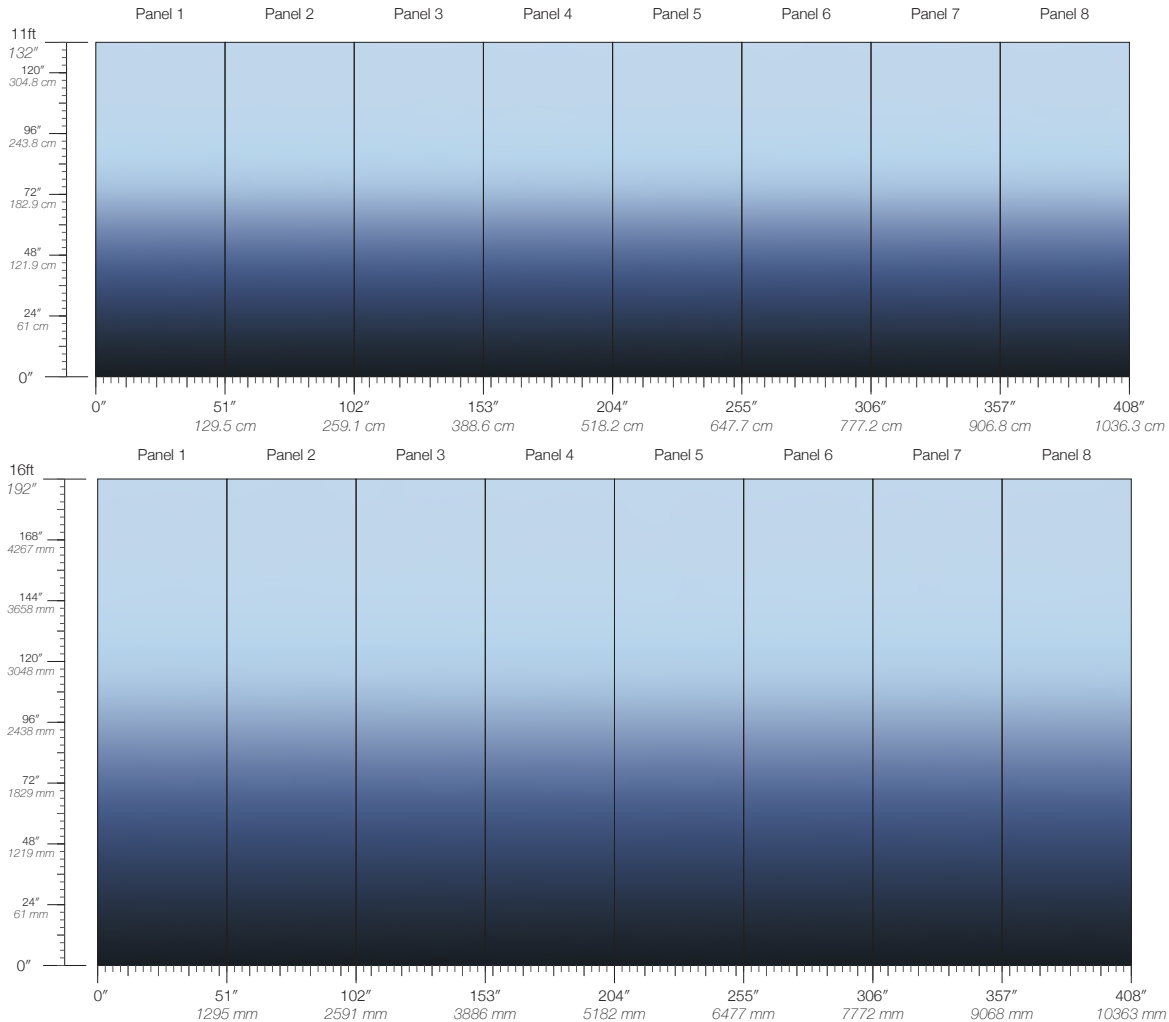 Panel 1 Panel 2 Panel 3 Panel 4 Panel 5 Panel 6 Panel 7 Panel 8
11ft
132″
120″
304.8 cm
96″
243.8 cm
72″
182.9 cm
48″
121.9 cm
24″
61 cm
0″
0″ 51″ 102″ 153″ 204″ 255″ 306″ 357″ 408″
129.5 cm 259.1 cm 388.6 cm 518.2 cm 647.7 cm 777.2 cm 906.8 cm 1036.3 cm
Panel 1 Panel 2 Panel 3 Panel 4 Panel 5 Panel 6 Panel 7 Panel 8
16ft
192″
168″
4267 mm
144″
3658 mm
120″
3048 mm
96″
2438 mm
72″
1829 mm
48″
1219 mm
24″
61 mm
0″
0″ 51″ 102″ 153″ 204″ 255″ 306″ 357″ 408″
1295 mm 2591 mm 3886 mm 5182 mm 6477 mm 7772 mm 9068 mm 10363 mm